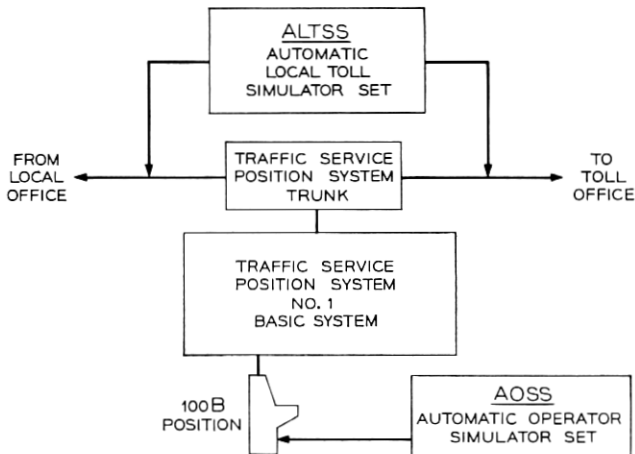 ALTSS
AUTOMATIC
LOCAL TOLL
SIMULATOR SET
FROM
LOCAL
OFFICE
TRAFFIC SERVICE
POSITION SYSTEM
TRUNK
TO
TOLL
OFFICE
TRAFFIC SERVICE
POSITION SYSTEM
NO. 1
BASIC SYSTEM
100B
POSITION
AOSS
AUTOMATIC OPERATOR
SIMULATOR SET